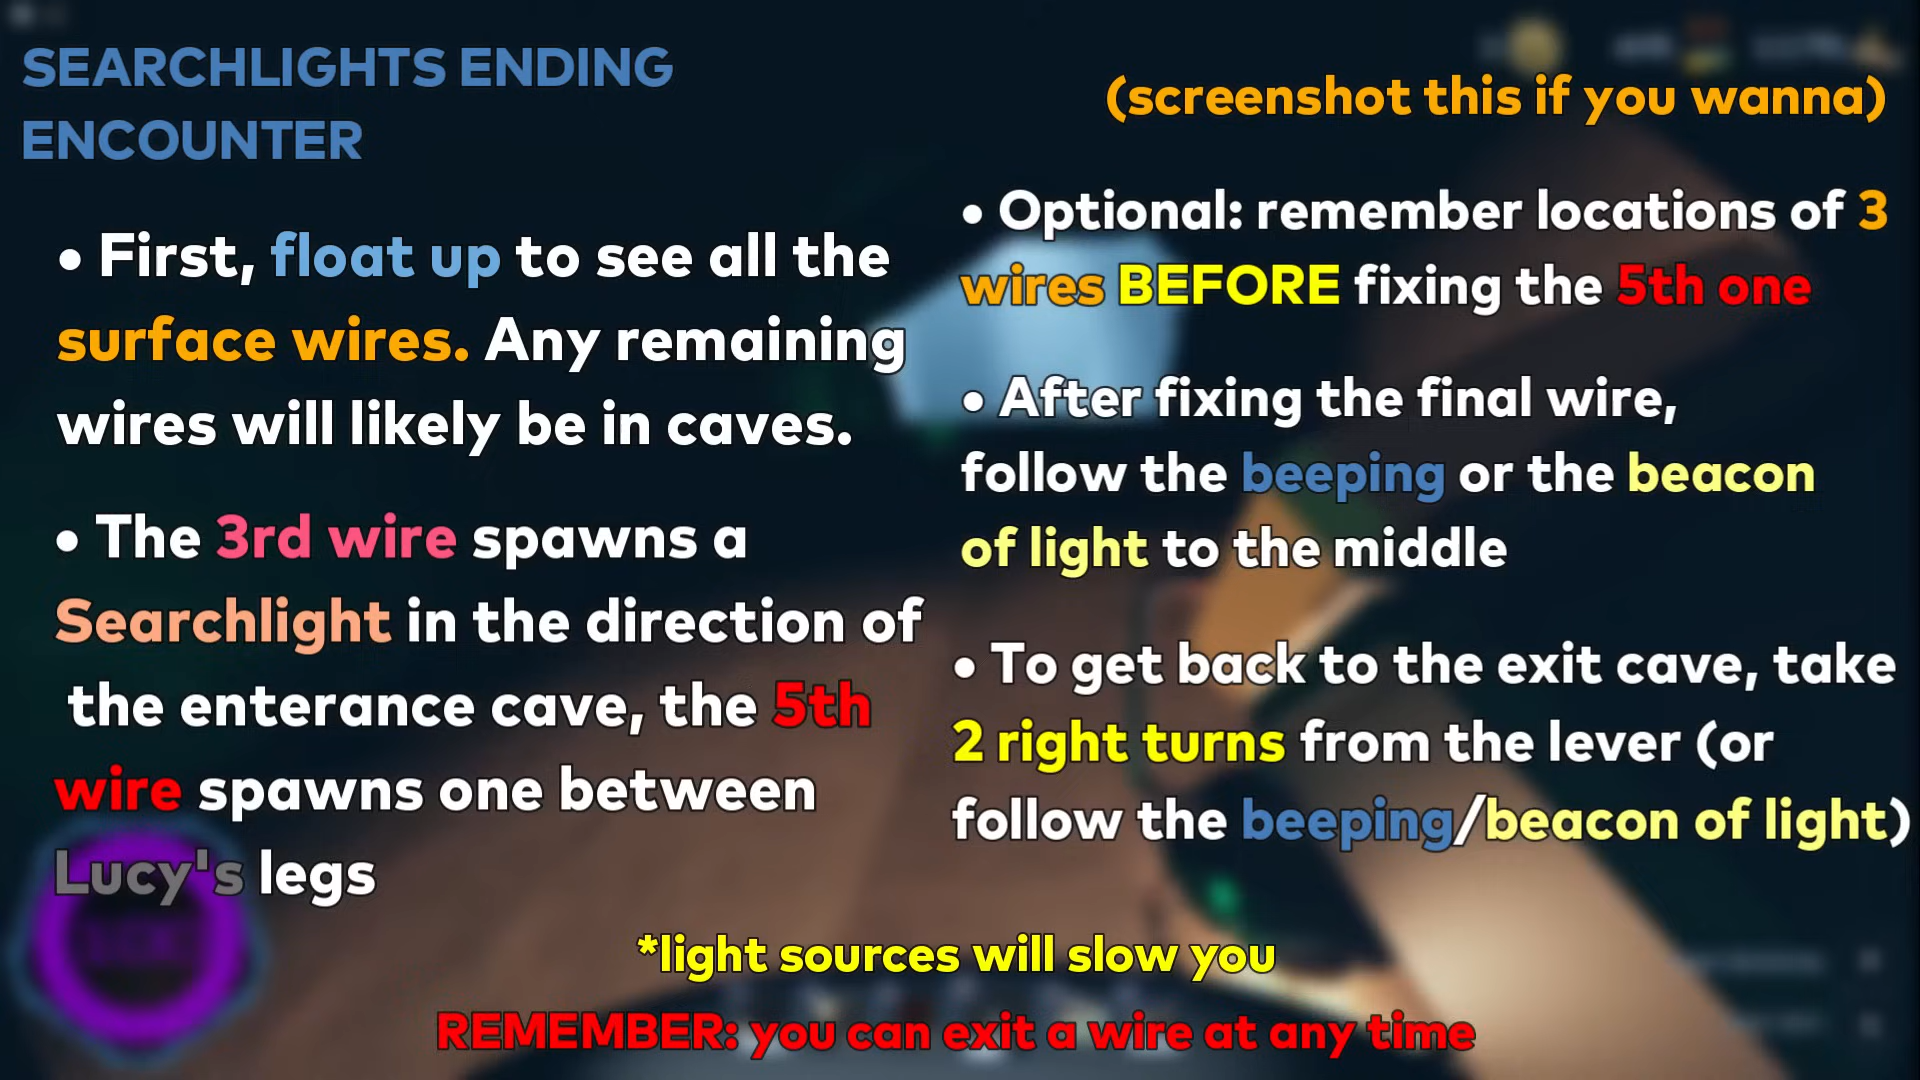 SEARCHLIGHTS ENDING
ENCOUNTER
(screenshot this if you wanna)
• First, float up to see all the
surface wires. Any remaining
wires will likely be in caves.
• The 3rd wire spawns a
Searchlight in the direction of
the enterance cave, the 5th
wire spawns one between
Lucy's legs
• Optional: remember locations of 3
wires BEFORE fixing the 5th one
• After fixing the final wire,
follow the beeping or the beacon
of light to the middle
• To get back to the exit cave, take
2 right turns from the lever (or
follow the beeping/beacon of light)
*light sources will slow you
REMEMBER: you can exit a wire at any time